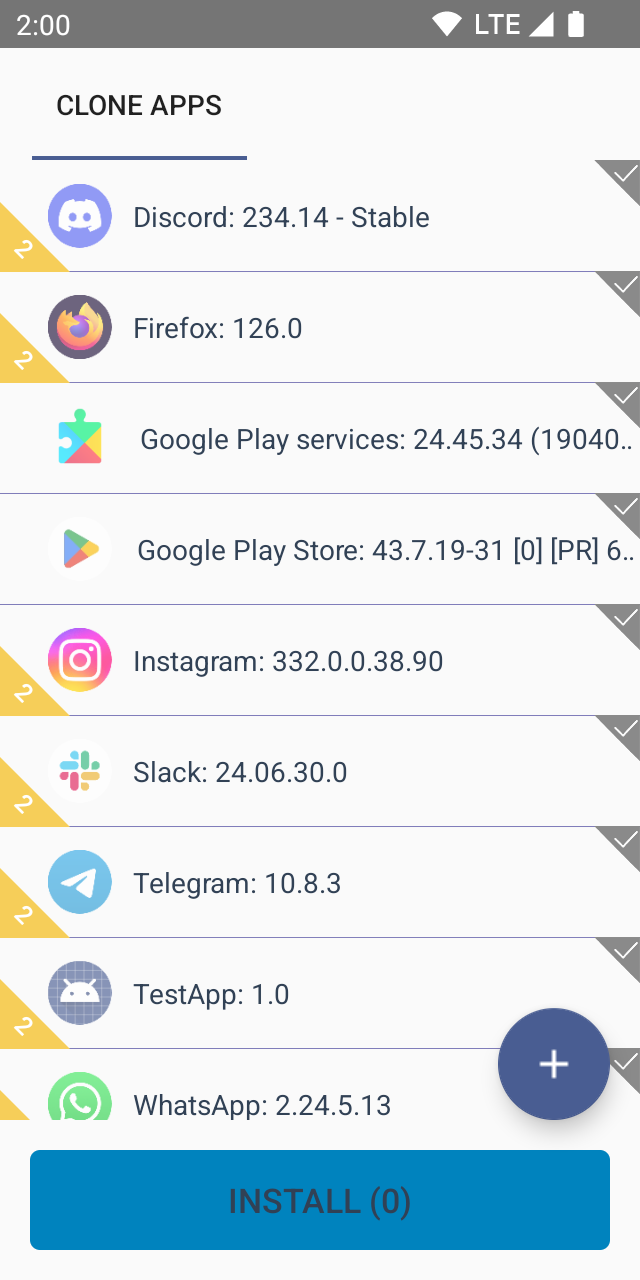 2:00 LTE
CLONE APPS
Discord: 234.14 - Stable
2
Firefox: 126.0
2
Google Play services: 24.45.34 (19040..
Google Play Store: 43.7.19-31 [0] [PR] 6..
Instagram: 332.0.0.38.90
2
Slack: 24.06.30.0
2
Telegram: 10.8.3
2
TestApp: 1.0
2
WhatsApp: 2.24.5.13
INSTALL (0)